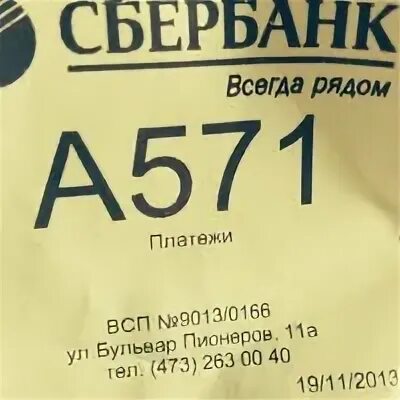 СБЕРБАНК
Всегда рядом
А571
Платежи
ВСП №9013/0166
ул Бульвар Пионеров, 11а
тел. (473) 263 00 40
19/11/2013